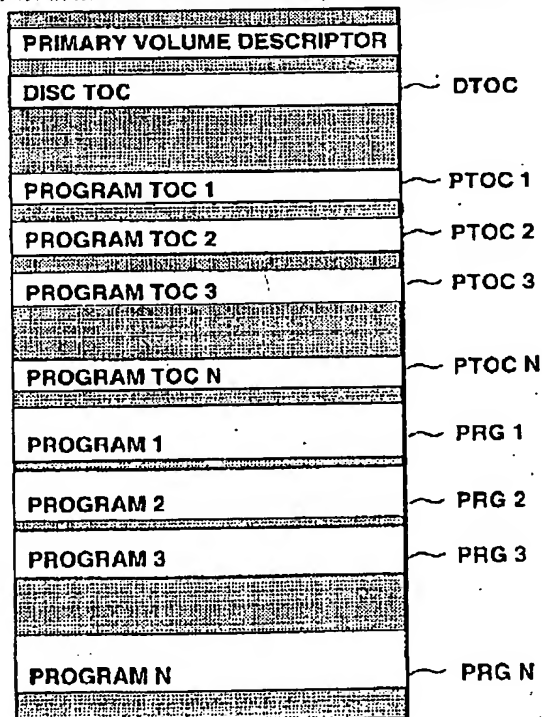 PRIMARY VOLUME DESCRIPTOR
DISC TOC DTOC
PROGRAM TOC 1 PTOC 1
PROGRAM TOC 2 PTOC 2
PROGRAM TOC 3 PTOC 3
PROGRAM TOC N PTOC N
PROGRAM 1 PRG 1
PROGRAM 2 PRG 2
PROGRAM 3 PRG 3
PROGRAM N PRG N